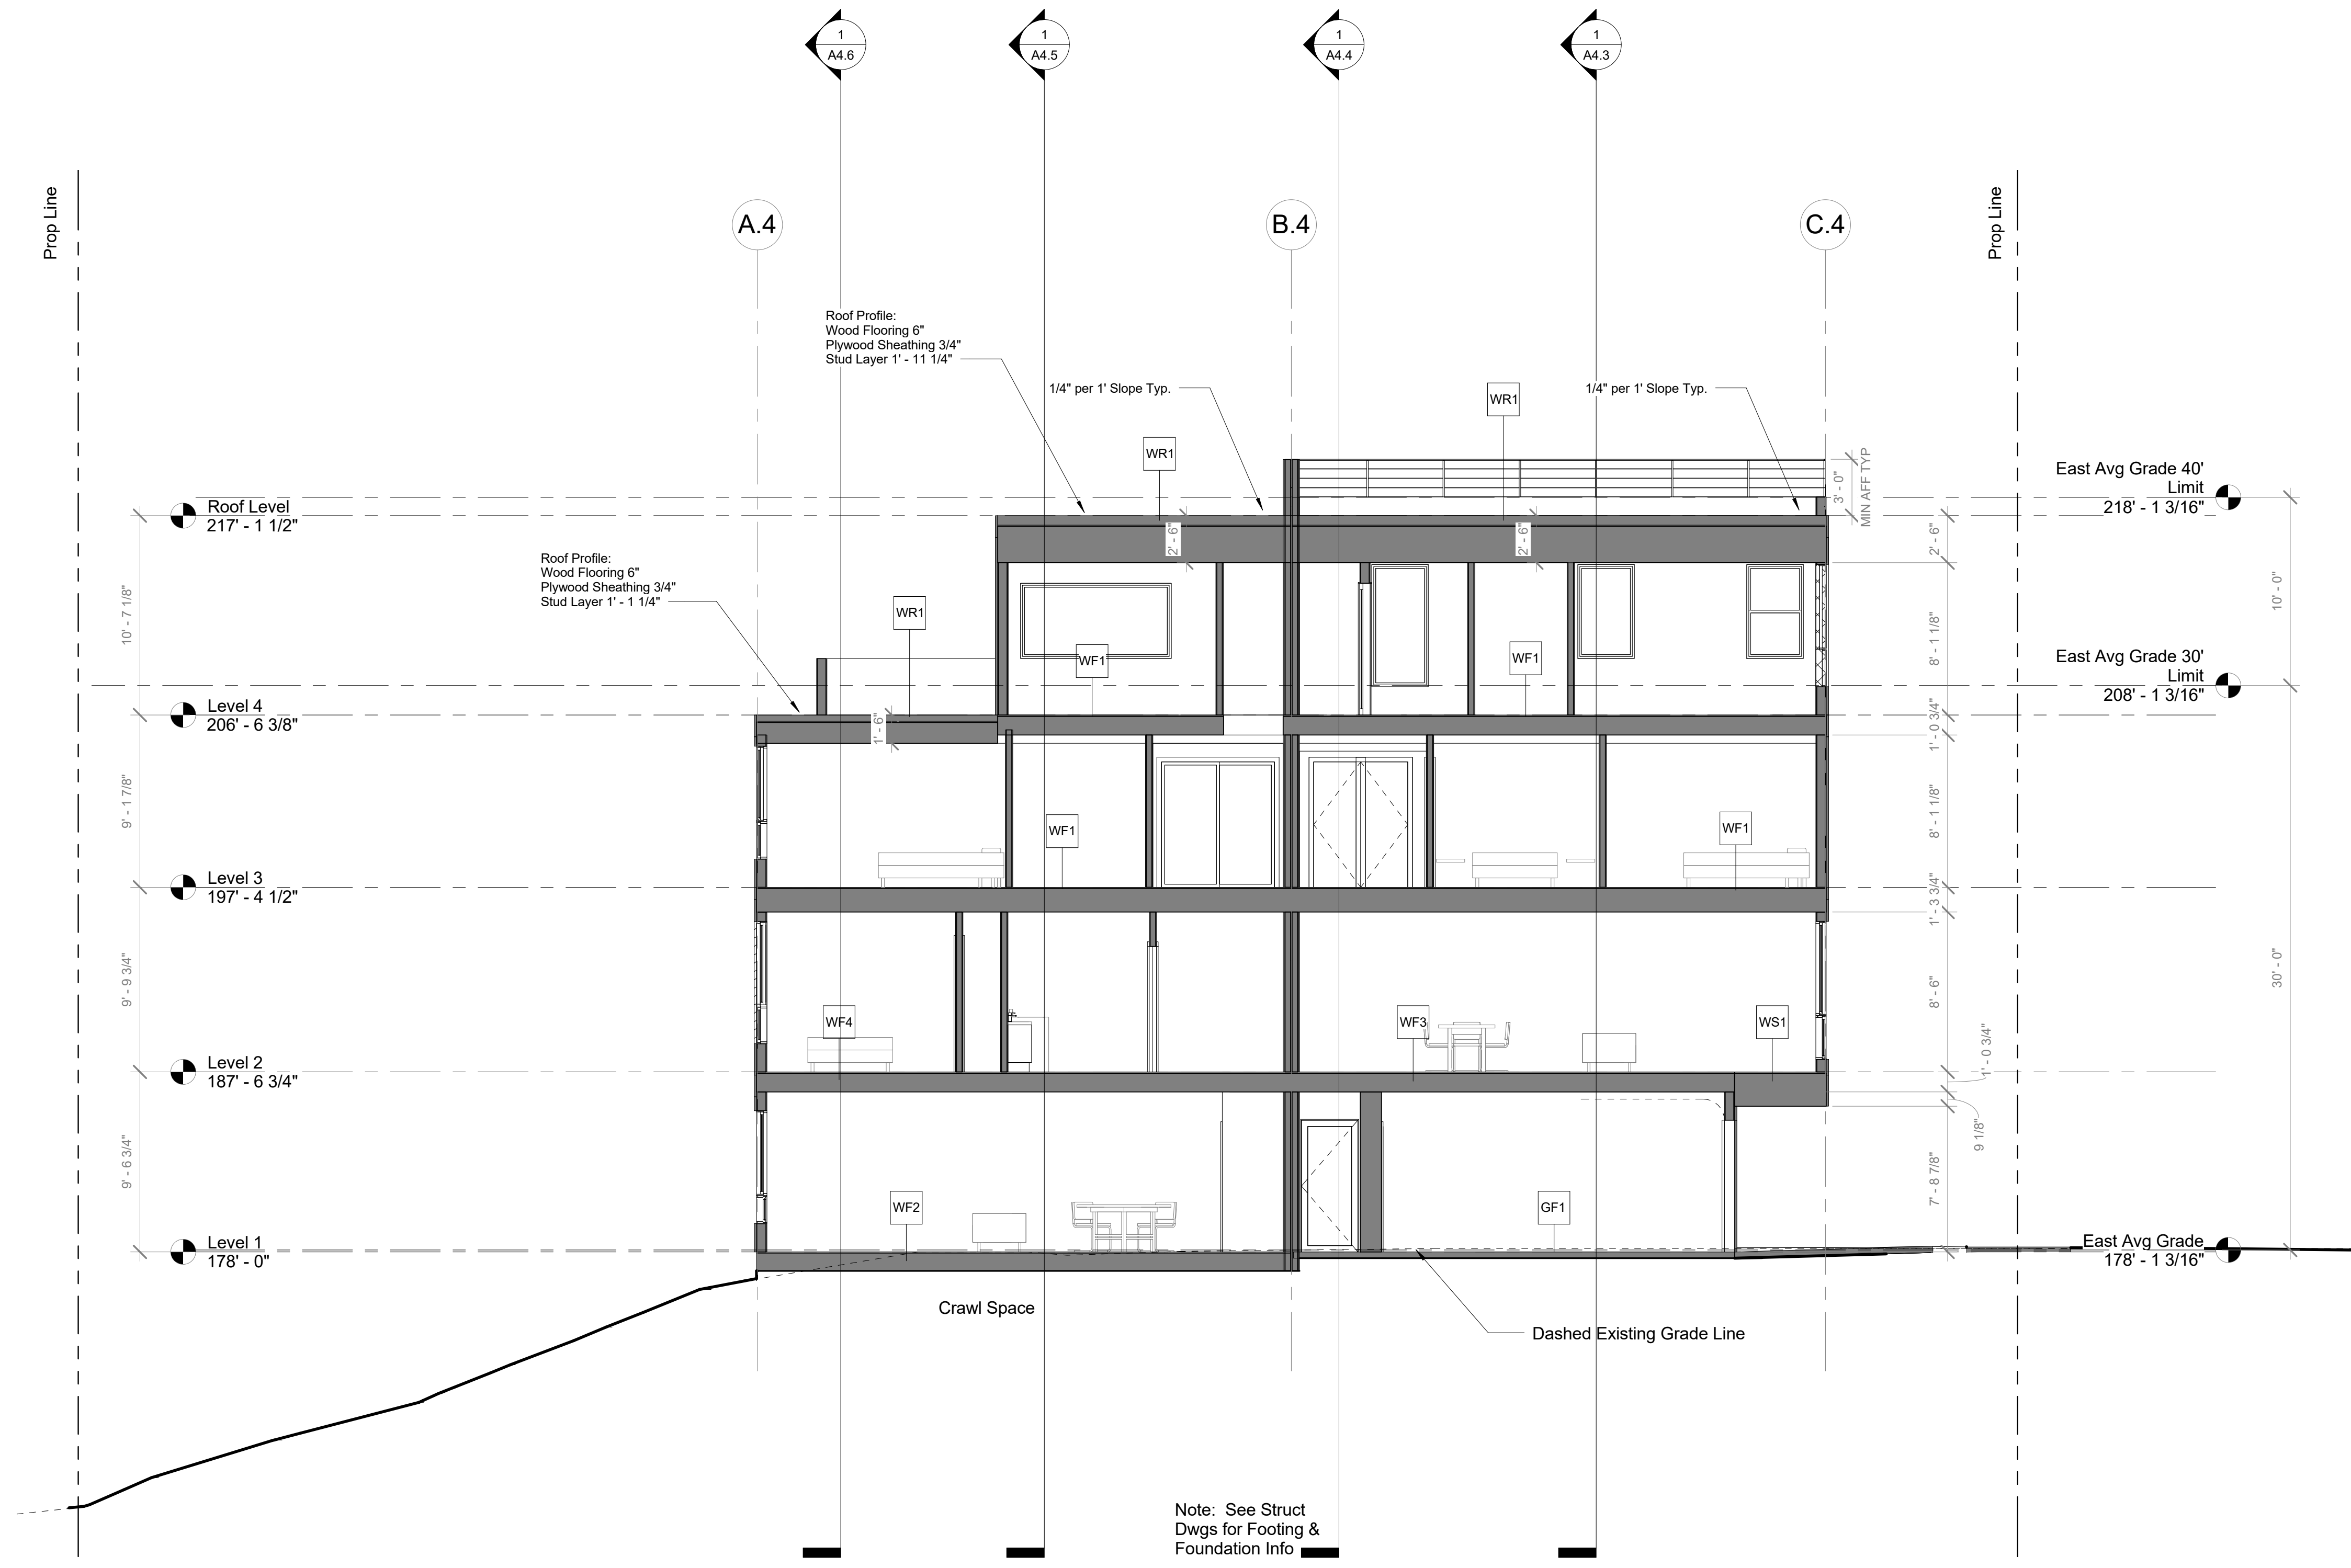 1
A4.6
1
A4.5
1
A4.4
1
A4.3
Prop Line
A.4
B.4
C.4
Prop Line
Roof Profile:
Wood Flooring 6"
Plywood Sheathing 3/4"
Stud Layer 1' - 11 1/4"
1/4" per 1' Slope Typ.
1/4" per 1' Slope Typ.
WR1
WR1
3' - 0"
MIN AFF TYP
East Avg Grade 40'
Limit
218' - 1 3/16"
Roof Level
217' - 1 1/2"
2' - 6"
2' - 6"
2' - 6"
Roof Profile:
Wood Flooring 6"
Plywood Sheathing 3/4"
Stud Layer 1' - 1 1/4"
10' - 7 1/8"
WR1
WF1
WF1
8' - 1 1/8"
10' - 0"
East Avg Grade 30'
Limit
208' - 1 3/16"
Level 4
206' - 6 3/8"
1' - 6"
1' - 0 3/4"
9' - 1 7/8"
WF1
WF1
8' - 1 1/8"
Level 3
197' - 4 1/2"
1' - 3 3/4"
9' - 9 3/4"
WF4
WF3
WS1
8' - 6"
30' - 0"
Level 2
187' - 6 3/4"
1' - 0 3/4"
9 1/8"
9' - 6 3/4"
WF2
GF1
7' - 8 7/8"
Level 1
178' - 0"
East Avg Grade
178' - 1 3/16"
Crawl Space
Dashed Existing Grade Line
Note: See Struct
Dwgs for Footing &
Foundation Info